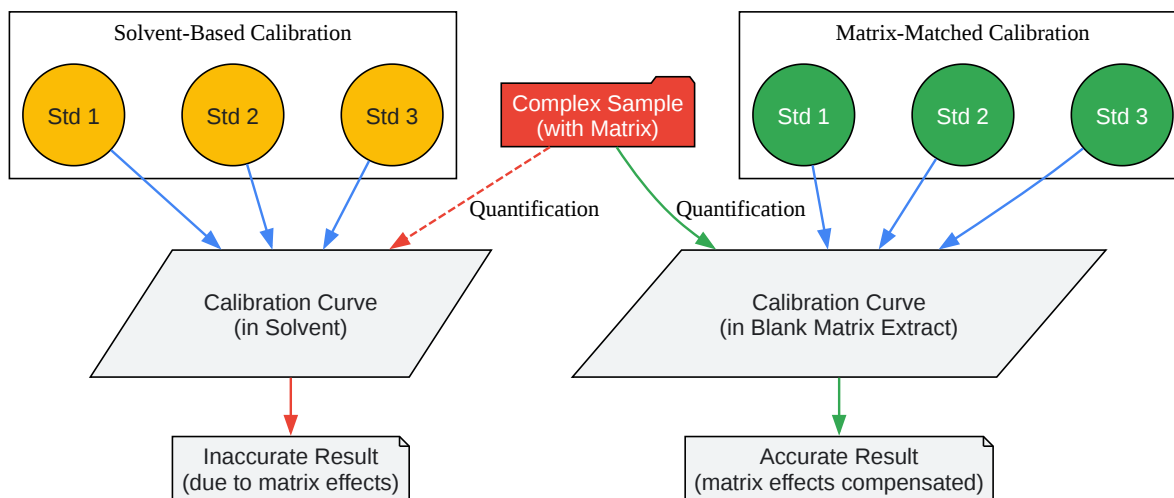 Solvent-Based Calibration
Matrix-Matched Calibration
Std 1
Std 2
Std 3
Complex Sample
(with Matrix)
Std 1
Std 2
Std 3
Quantification
Quantification
Calibration Curve
(in Solvent)
Calibration Curve
(in Blank Matrix Extract)
Inaccurate Result
(due to matrix effects)
Accurate Result
(matrix effects compensated)